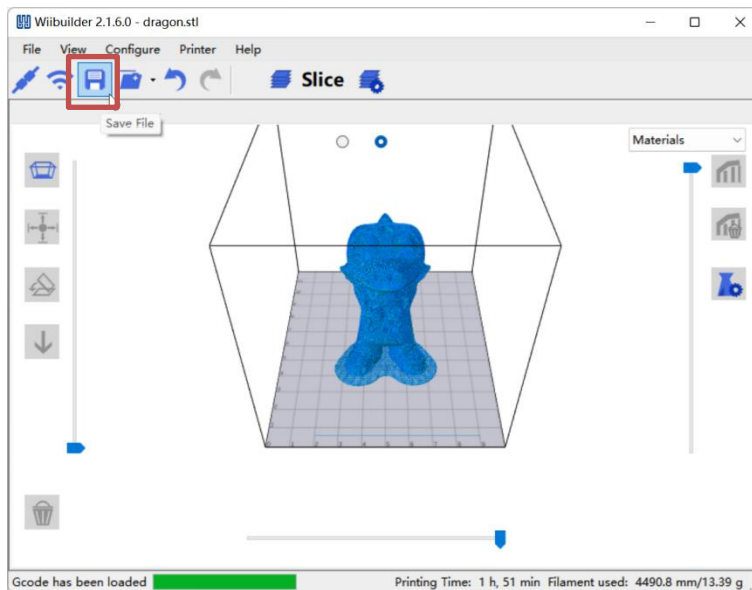 Wiibuilder 2.1.6.0 - dragon.stl
File View Configure Printer Help
Slice
Save File
Materials
Gcode has been loaded
Printing Time: 1 h, 51 min Filament used: 4490.8 mm/13.39 g